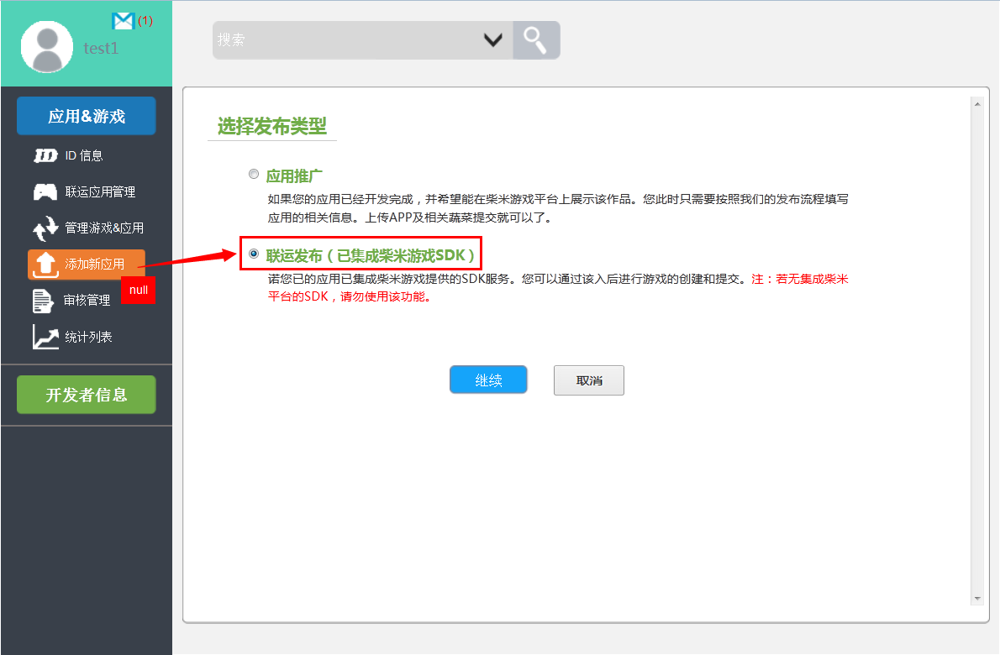 (1)
test1
搜索
应用&游戏
ID 信息
联运应用管理
管理游戏&应用
添加新应用
null
审核管理
统计列表
开发者信息
选择发布类型
应用推广
如果您的应用已经开发完成，并希望能在柴米游戏平台上展示该作品。您此时只需要按照我们的发布流程填写
应用的相关信息。上传APP及相关蔬菜提交就可以了。
联运发布（已集成柴米游戏SDK）
诺您已的应用已集成柴米游戏提供的SDK服务。您可以通过该入后进行游戏的创建和提交。注：若无集成柴米
平台的SDK，请勿使用该功能。
继续
取消